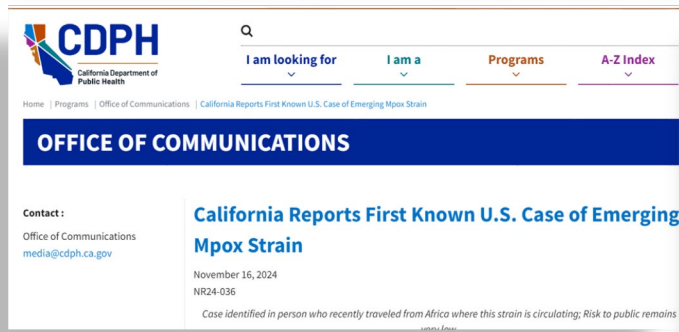 CDPH
California Department of
Public Health
I am looking for
I am a
Programs
A-Z Index
Home | Programs | Office of Communications | California Reports First Known U.S. Case of Emerging Mpox Strain
OFFICE OF COMMUNICATIONS
Contact :
Office of Communications
media@cdph.ca.gov
California Reports First Known U.S. Case of Emerging
Mpox Strain
November 16, 2024
NR24-036
Case identified in person who recently traveled from Africa where this strain is circulating; Risk to public remains
very low